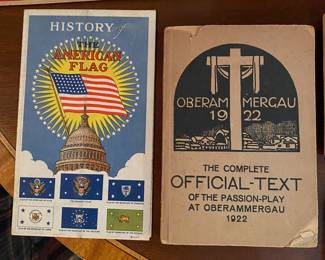 HISTORY
of
THE
AMERICAN
FLAG
OBERAMMERGAU
1922
THE COMPLETE
OFFICIAL-TEXT
OF THE PASSION-PLAY
AT OBERAMMERGAU
1922